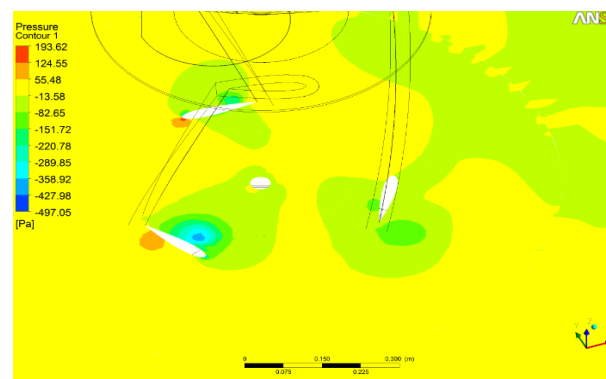 Pressure
Contour 1
193.62
124.55
55.48
-13.58
-82.65
-151.72
-220.78
-289.85
-358.92
-427.98
-497.05
[Pa]
ANS
0 0.150 0.300 (m)
0.075 0.225
Z